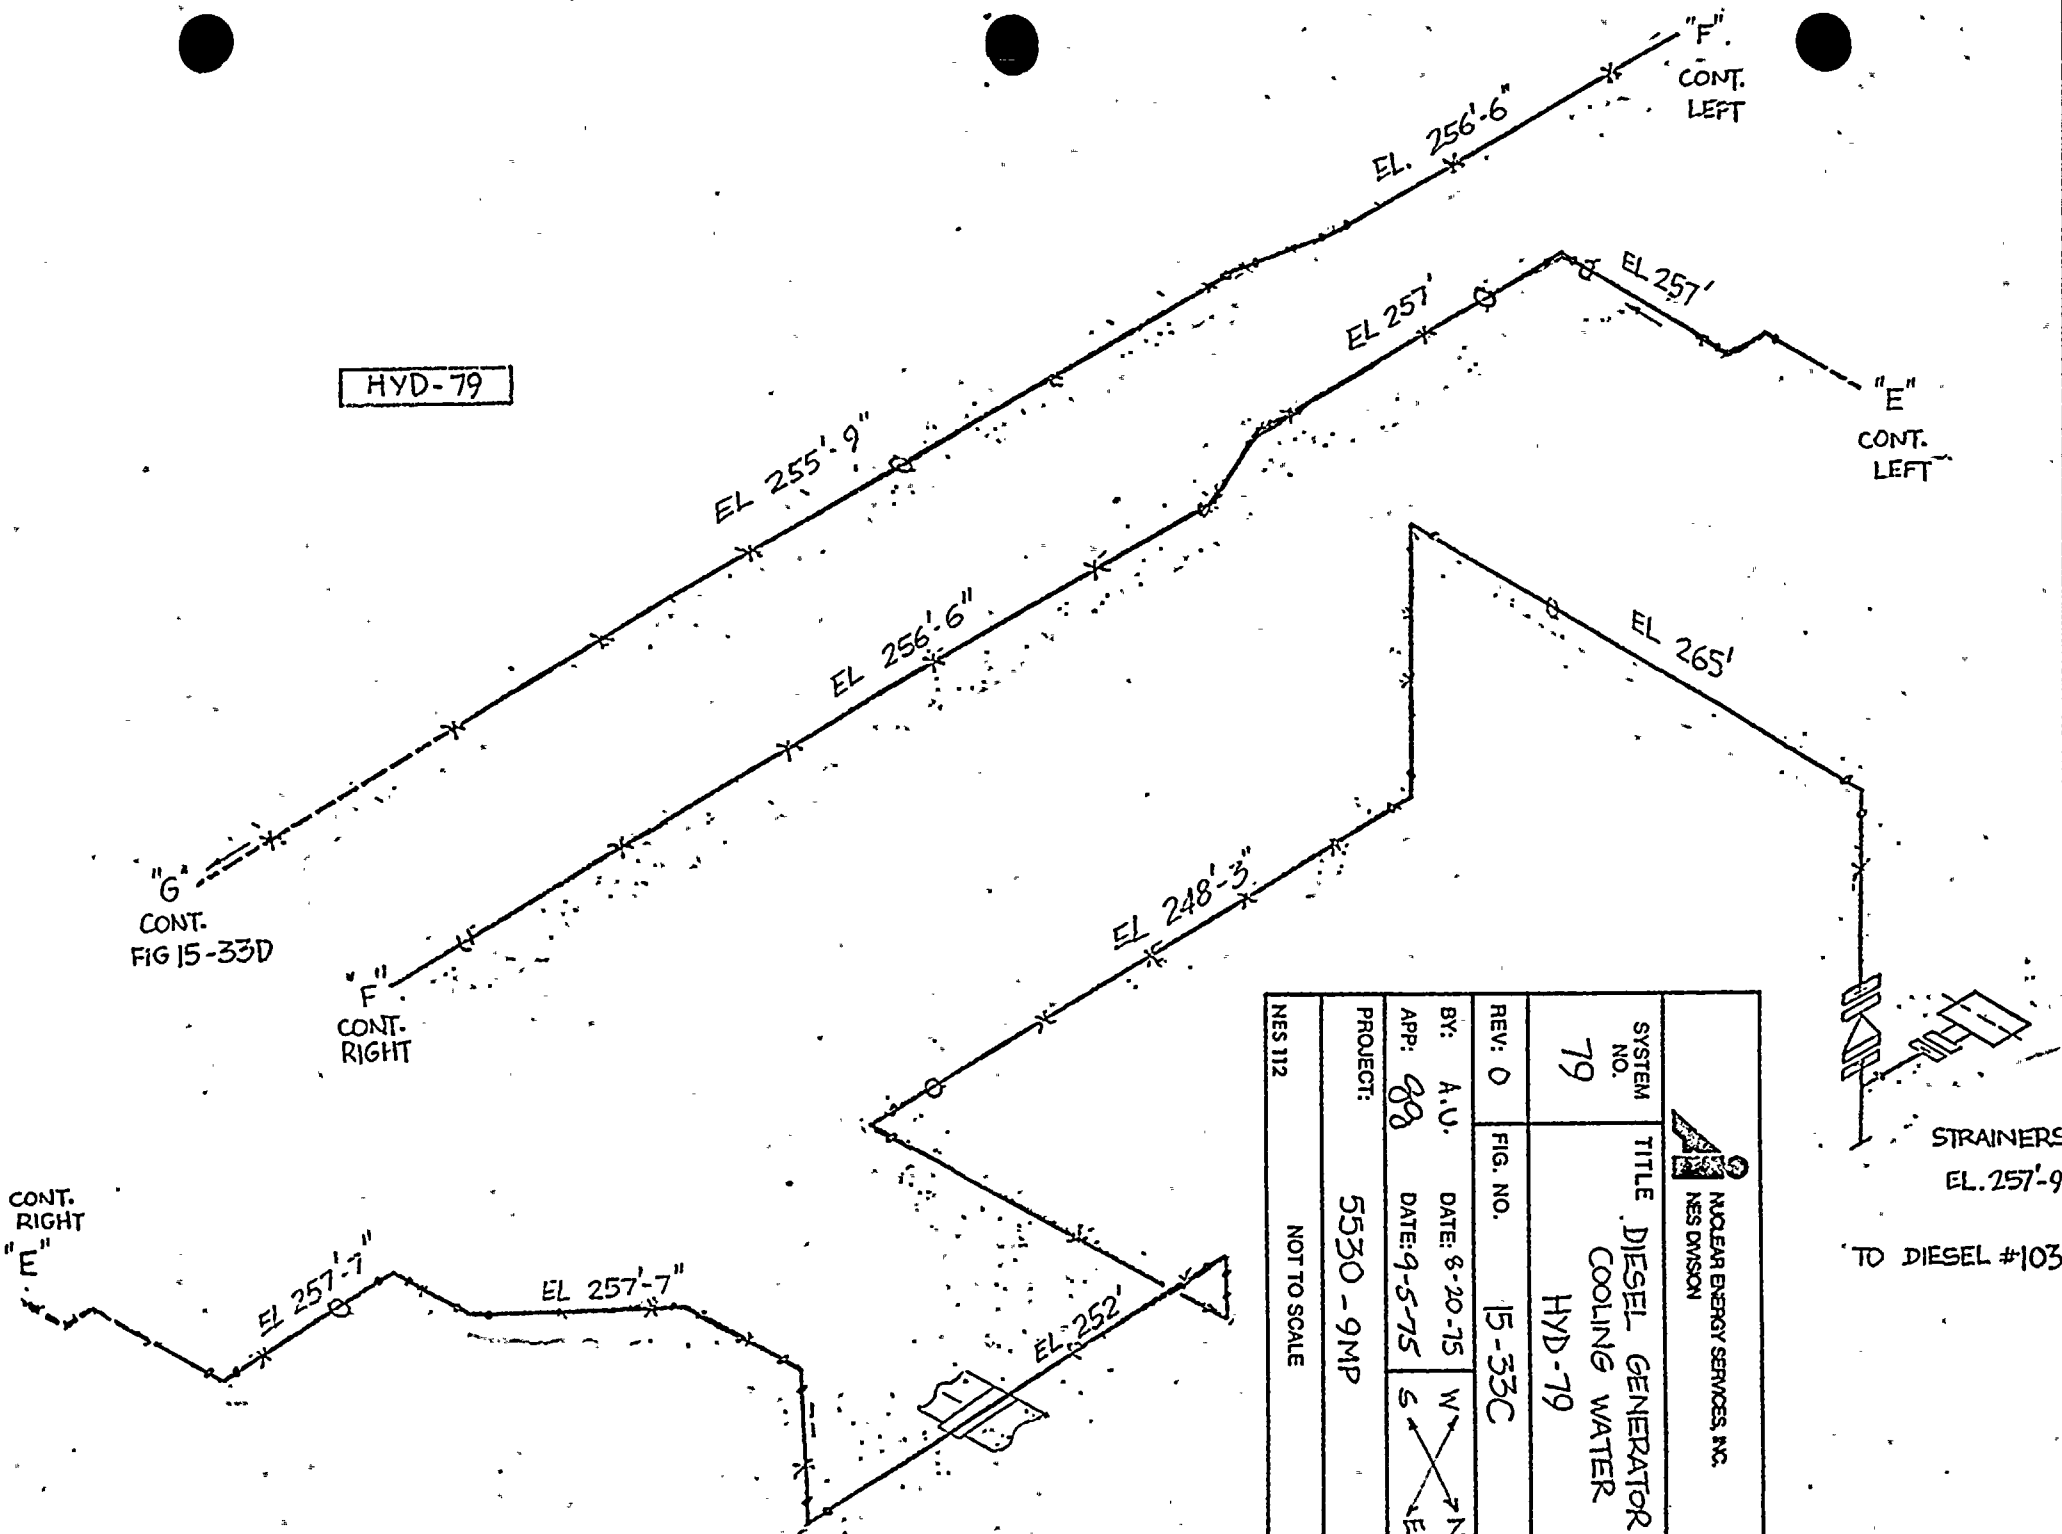 "F"
CONT.
LEFT
EL. 256'-6"
EL 257'
EL 257'
"E"
CONT.
LEFT
HYD-79
EL 255'-9"
EL 256'-6"
EL 265'
"G"
CONT.
FIG 15-33D
"F"
CONT.
RIGHT
EL 248'-3"
STRAINERS
EL. 257'-9
TO DIESEL #103
CONT.
RIGHT
"E"
EL 257'-7"
EL 257'-7"
EL 252'
NUCLEAR ENERGY SERVICES, INC.
NES DIVISION
SYSTEM
NO.
79
TITLE DIESEL GENERATOR
COOLING WATER
HYD-79
REV: 0
FIG. NO. 15-33C
BY: A.U. DATE: 8-20-75
APP: DATE: 9-5-75
W N
S E
PROJECT: 5530-9MP
NES 112
NOT TO SCALE